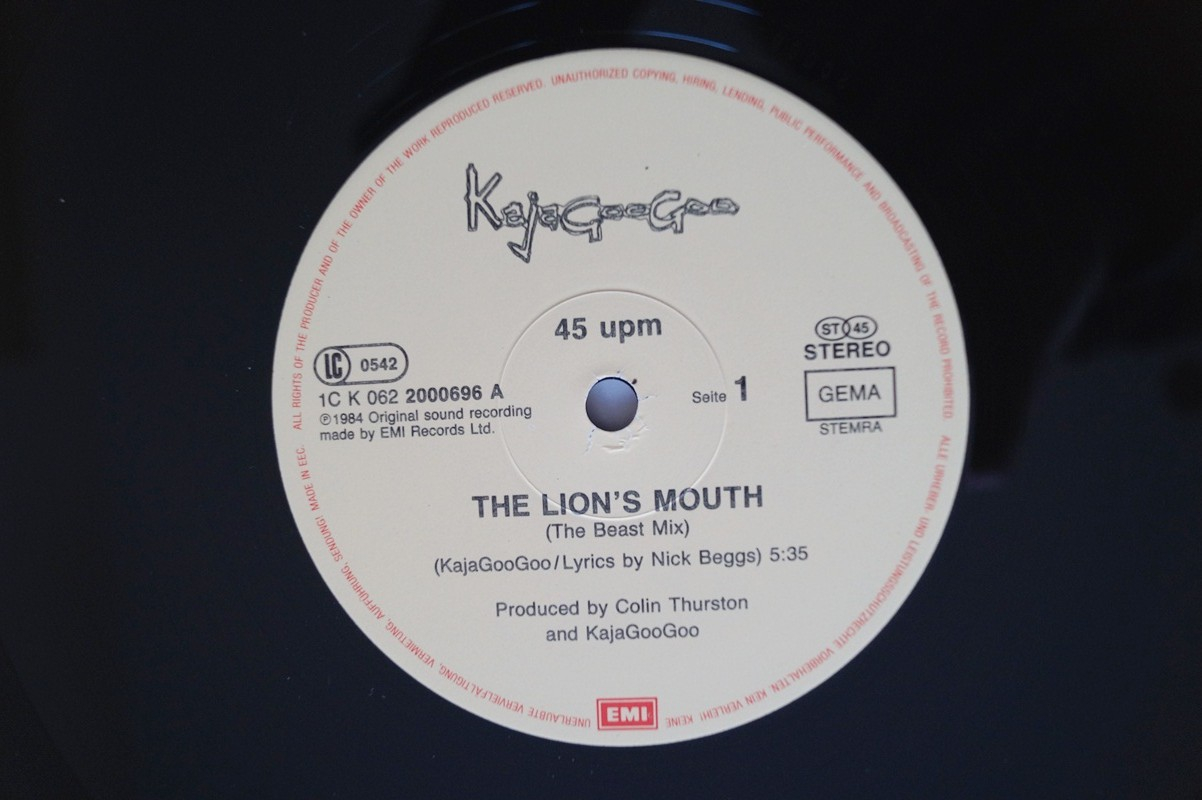 KajaGooGoo
45 upm
LC 0542
1C K 062 2000696 A
℗1984 Original sound recording
made by EMI Records Ltd.
Seite 1
ST 45
STEREO
GEMA
STEMRA
THE LION'S MOUTH
(The Beast Mix)
(KajaGooGoo/Lyrics by Nick Beggs) 5:35
Produced by Colin Thurston
and KajaGooGoo
EMI
ALL RIGHTS OF THE PRODUCER AND OF THE OWNER OF THE WORK REPRODUCED RESERVED. UNAUTHORIZED COPYING, HIRING, LENDING, PUBLIC PERFORMANCE AND BROADCASTING OF THE RECORD PROHIBITED.
ALLE URHEBER- UND LEISTUNGSSCHUTZRECHTE VORBEHALTEN. KEIN VERLEIH! KEINE UNERLAUBTE VERVIELFÄLTIGUNG, VERMIETUNG, AUFFÜHRUNG, SENDUNG! MADE IN EEC.